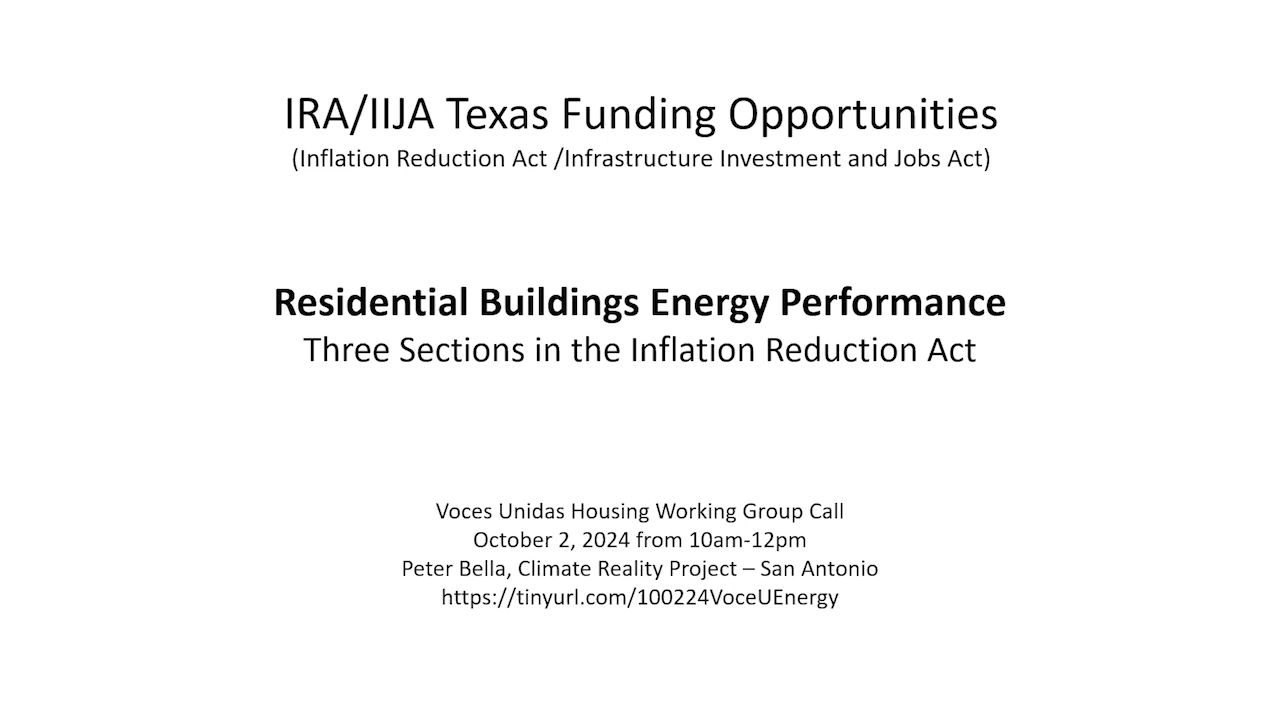 IRA/IIJA Texas Funding Opportunities
(Inflation Reduction Act /Infrastructure Investment and Jobs Act)
Residential Buildings Energy Performance
Three Sections in the Inflation Reduction Act
Voces Unidas Housing Working Group Call
October 2, 2024 from 10am-12pm
Peter Bella, Climate Reality Project – San Antonio
https://tinyurl.com/100224VoceUEnergy